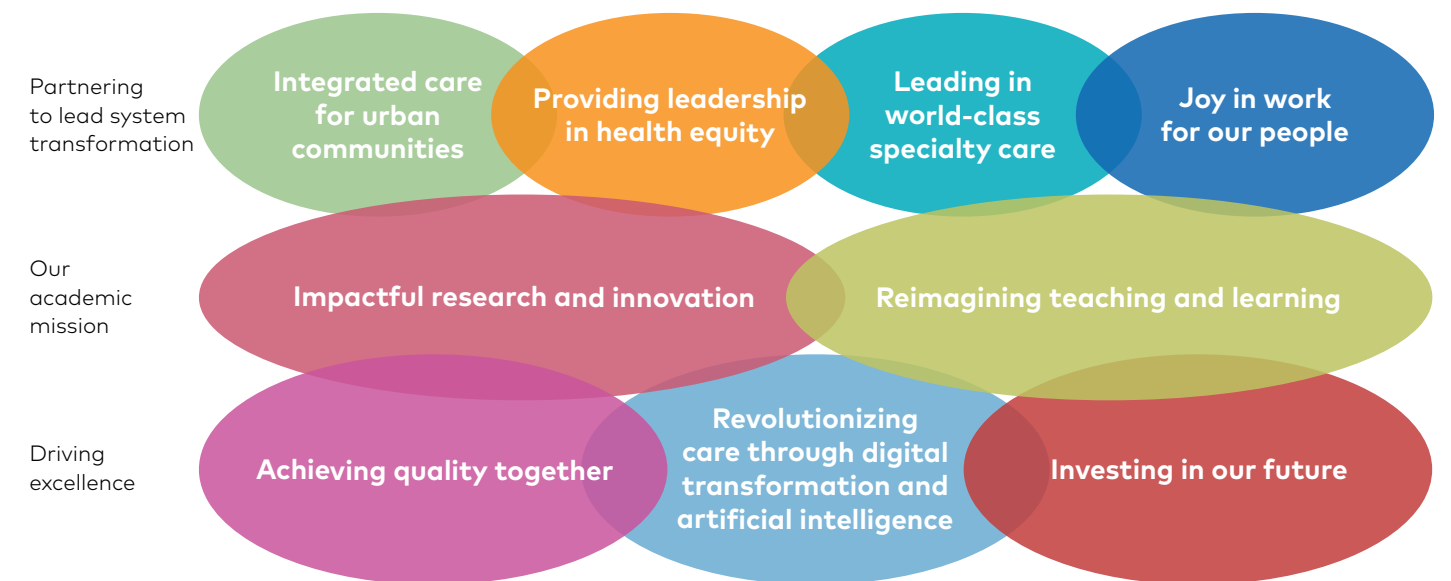 Partnering
to lead system
transformation
Integrated care
for urban
communities
Providing leadership
in health equity
Leading in
world-class
specialty care
Joy in work
for our people
Our
academic
mission
Impactful research and innovation
Reimagining teaching and learning
Driving
excellence
Achieving quality together
Revolutionizing
care through digital
transformation and
artificial intelligence
Investing in our future